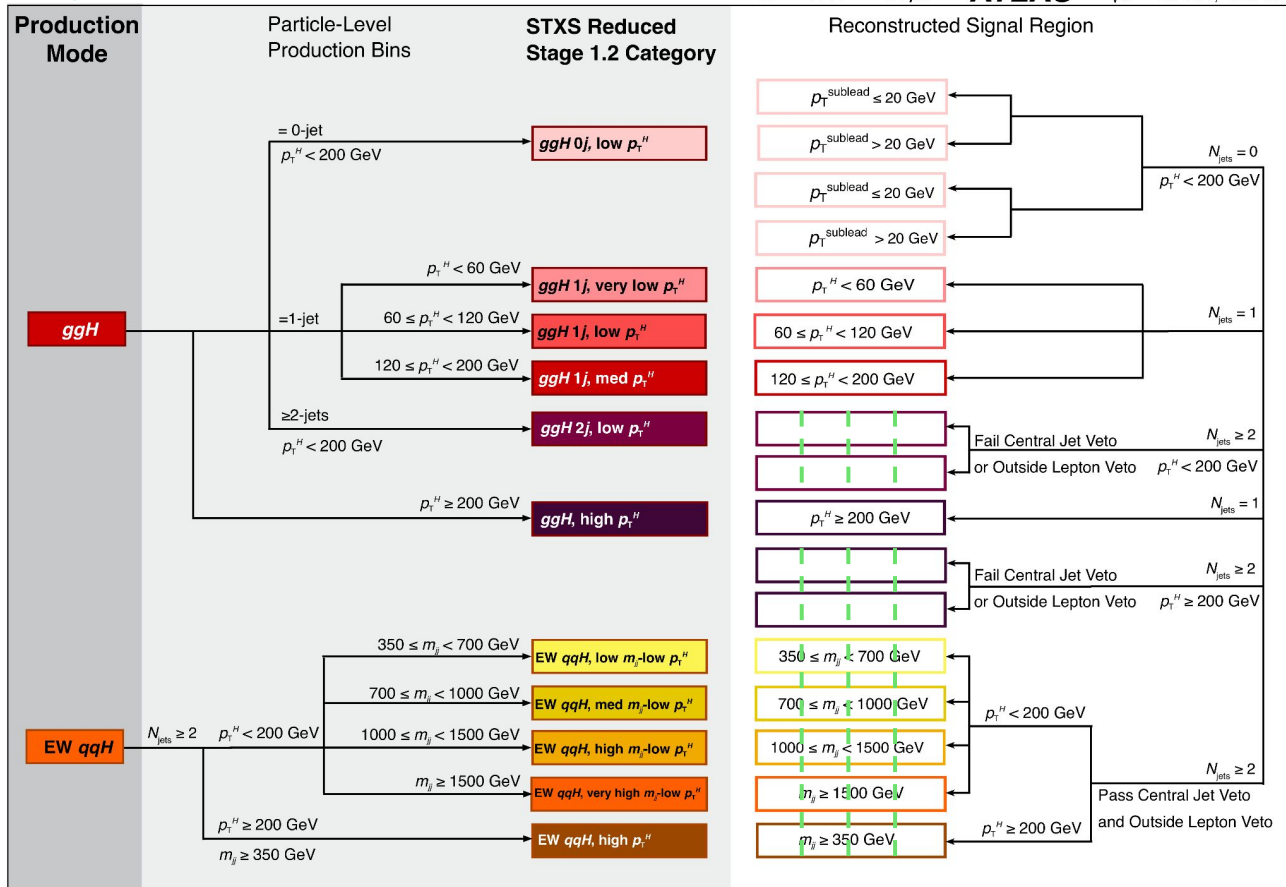 Production
Mode
Particle-Level
Production Bins
STXS Reduced
Stage 1.2 Category
Reconstructed Signal Region
= 0-jet
p_T^H < 200 GeV
ggH 0j, low p_T^H
p_T^sublead ≤ 20 GeV
p_T^sublead > 20 GeV
p_T^sublead ≤ 20 GeV
p_T^sublead > 20 GeV
N_jets = 0
p_T^H < 200 GeV
ggH
=1-jet
p_T^H < 60 GeV
ggH 1j, very low p_T^H
p_T^H < 60 GeV
60 ≤ p_T^H < 120 GeV
ggH 1j, low p_T^H
60 ≤ p_T^H < 120 GeV
N_jets = 1
120 ≤ p_T^H < 200 GeV
ggH 1j, med p_T^H
120 ≤ p_T^H < 200 GeV
≥2-jets
p_T^H < 200 GeV
ggH 2j, low p_T^H
Fail Central Jet Veto
or Outside Lepton Veto
N_jets ≥ 2
p_T^H < 200 GeV
p_T^H ≥ 200 GeV
ggH, high p_T^H
p_T^H ≥ 200 GeV
N_jets = 1
Fail Central Jet Veto
or Outside Lepton Veto
N_jets ≥ 2
p_T^H ≥ 200 GeV
EW qqH
N_jets ≥ 2
p_T^H < 200 GeV
350 ≤ m_jj < 700 GeV
EW qqH, low m_jj-low p_T^H
350 ≤ m_jj < 700 GeV
700 ≤ m_jj < 1000 GeV
EW qqH, med m_jj-low p_T^H
700 ≤ m_jj < 1000 GeV
1000 ≤ m_jj < 1500 GeV
EW qqH, high m_jj-low p_T^H
1000 ≤ m_jj < 1500 GeV
m_jj ≥ 1500 GeV
EW qqH, very high m_jj-low p_T^H
m_jj ≥ 1500 GeV
p_T^H ≥ 200 GeV
m_jj ≥ 350 GeV
EW qqH, high p_T^H
m_jj ≥ 350 GeV
p_T^H < 200 GeV
p_T^H ≥ 200 GeV
N_jets ≥ 2
Pass Central Jet Veto
and Outside Lepton Veto